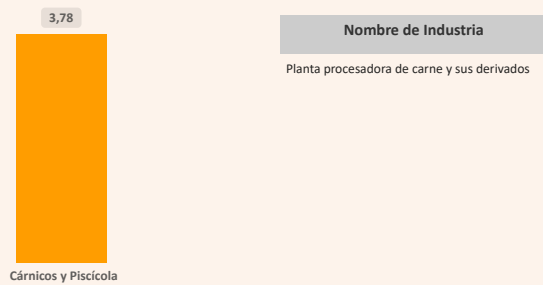 3,78
Nombre de Industria
Planta procesadora de carne y sus derivados
Cárnicos y Piscícola